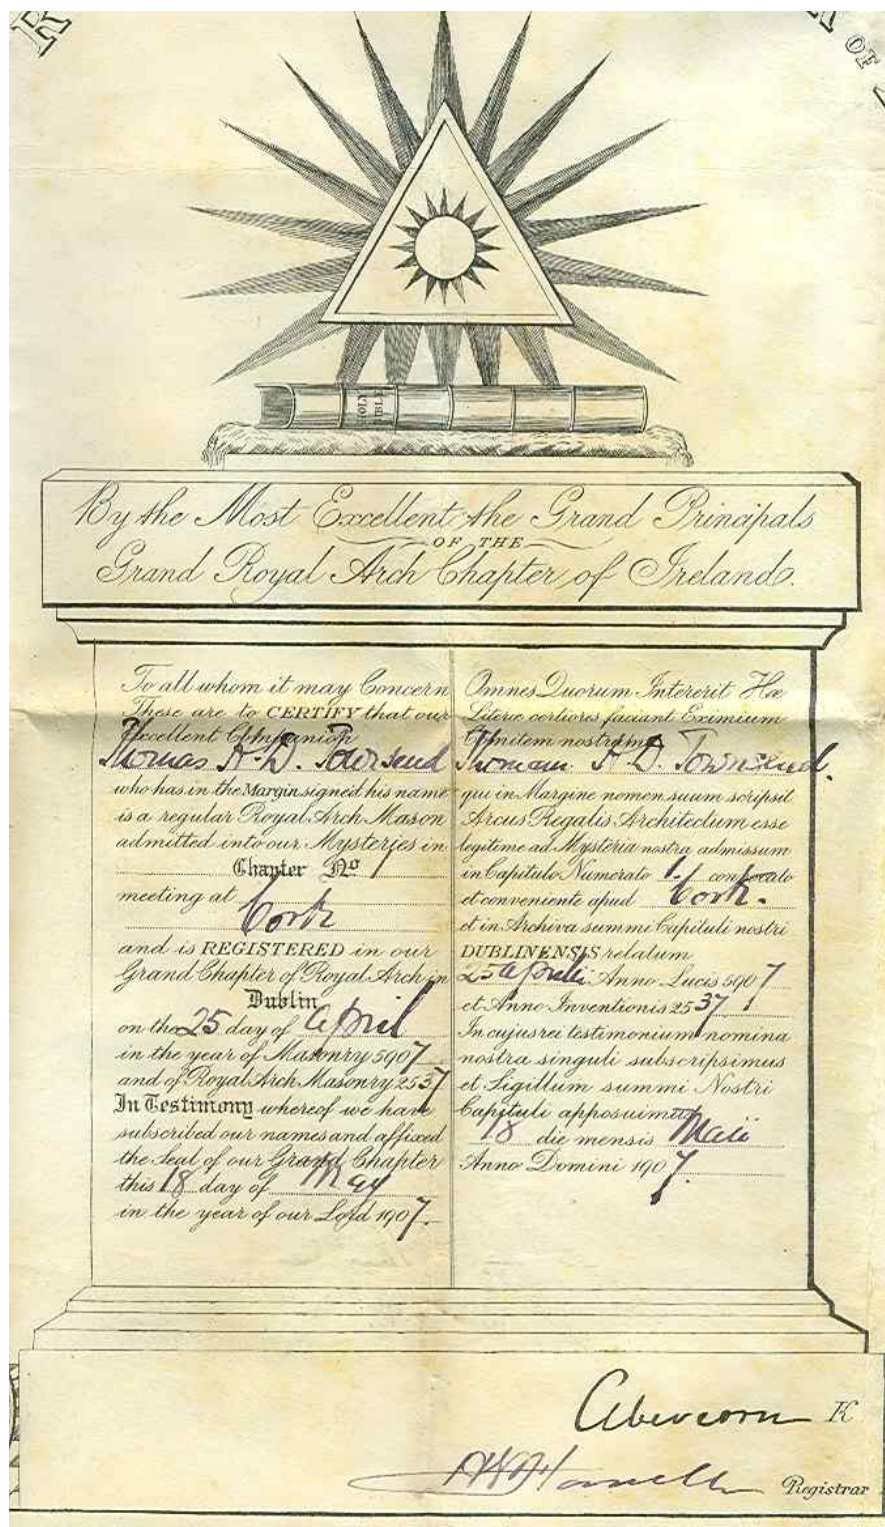 R
R OF
HOLY BIBLE
By the Most Excellent the Grand Principals
OF THE
Grand Royal Arch Chapter of Ireland.
To all whom it may Concern
These are to CERTIFY that our
Excellent Companion
Thomas H. D. Townsend
who has in the Margin signed his name
is a regular Royal Arch Mason
admitted into our Mysteries in
Chapter No 1
meeting at
Cork
and is REGISTERED in our
Grand Chapter of Royal Arch in
Dublin
on the 25 day of April
in the year of Masonry 5907
and of Royal Arch Masonry 2537
In Testimony whereof we have
subscribed our names and affixed
the Seal of our Grand Chapter
this 18 day of May
in the year of our Lord 1907.
Omnes Quorum Intererit Hæ
Literæ certiores faciant Eximium
nostrum
Thomam D. Townsend.
qui in Margine nomen suum scripsit
Arcus Regalis Architectum esse
legitime ad Mysteria nostra admissum
in Capitulo Numerato 1. convocato
et conveniente apud Cork.
et in Archiva summi Capituli nostri
DUBLINENSIS relatum
25 Aprilis Anno Lucis 5907
et Anno Inventionis 2537
In cujus rei testimonium nomina
nostra singuli subscripsimus
et Sigillum summi Nostri
Capituli apposuimus
18 die mensis Maii
Anno Domini 1907.
Abercorn K
Registrar